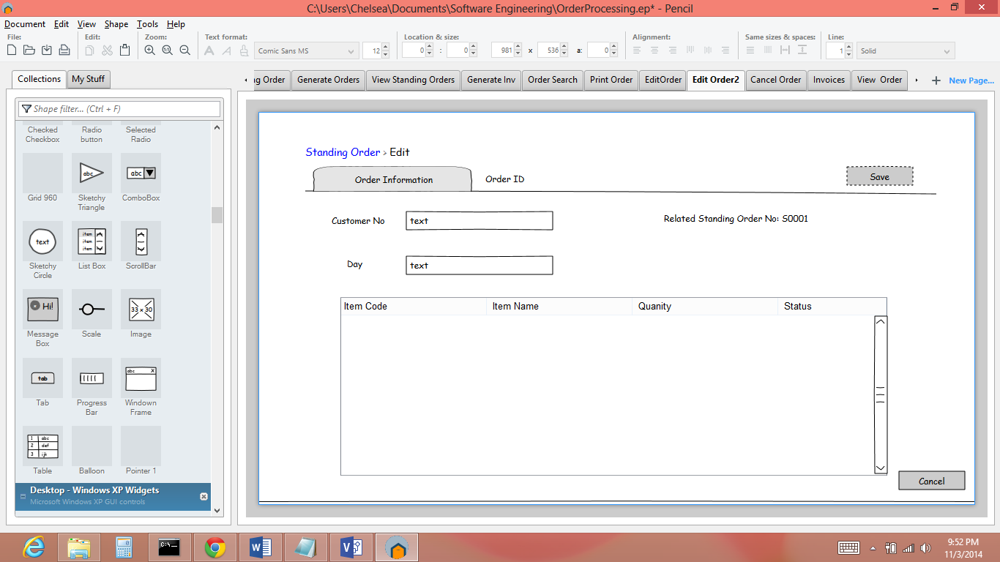 C:\Users\Chelsea\Documents\Software Engineering\OrderProcessing.ep* - Pencil
Document Edit View Shape Tools Help
File: Edit: Zoom: Text format: Location & size: Alignment: Same sizes & spaces: Line:
Comic Sans MS 12 0 : 0 981 x 536 a: 0 1 Solid
Collections My Stuff
ng Order Generate Orders View Standing Orders Generate Inv Order Search Print Order EditOrder Edit Order2 Cancel Order Invoices View Order New Page...
Shape filter... (Ctrl + F)
Checked Checkbox
Radio button
Selected Radio
abc
abc
Grid 960
Sketchy Triangle
ComboBox
text
item
item
item
Sketchy Circle
List Box
ScrollBar
Hi!
33 x 30
Message Box
Scale
Image
tab
abc X
Tab
Progress Bar
Windown Frame
1 abc
2 def
3 ijk
Table
Balloon
Pointer 1
Desktop - Windows XP Widgets
Microsoft Windows XP GUI controls
Standing Order > Edit
Order Information Order ID Save
Customer No text Related Standing Order No: S0001
Day text
Item Code Item Name Quanity Status
Cancel
C:\_
9:52 PM
11/3/2014